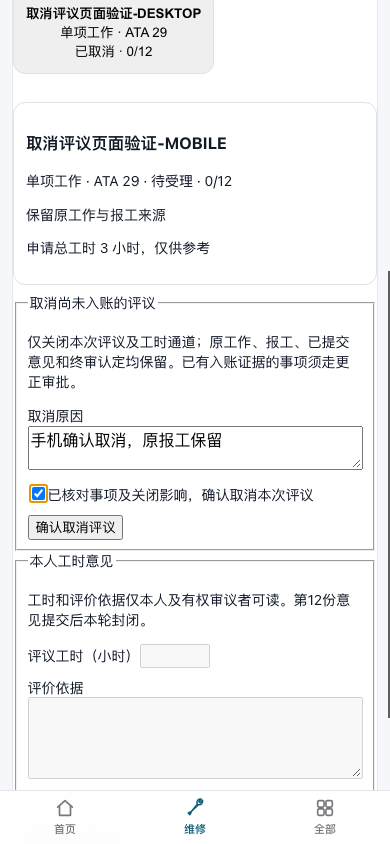 取消评议页面验证-DESKTOP
单项工作 · ATA 29
已取消 · 0/12
取消评议页面验证-MOBILE
单项工作 · ATA 29 · 待受理 · 0/12
保留原工作与报工来源
申请总工时 3 小时，仅供参考
取消尚未入账的评议
仅关闭本次评议及工时通道；原工作、报工、已提交
意见和终审认定均保留。已有入账证据的事项须走更
正审批。
取消原因
手机确认取消，原报工保留
已核对事项及关闭影响，确认取消本次评议
确认取消评议
本人工时意见
工时和评价依据仅本人及有权审议者可读。第12份意
见提交后本轮封闭。
评议工时（小时）
评价依据
首页
维修
全部